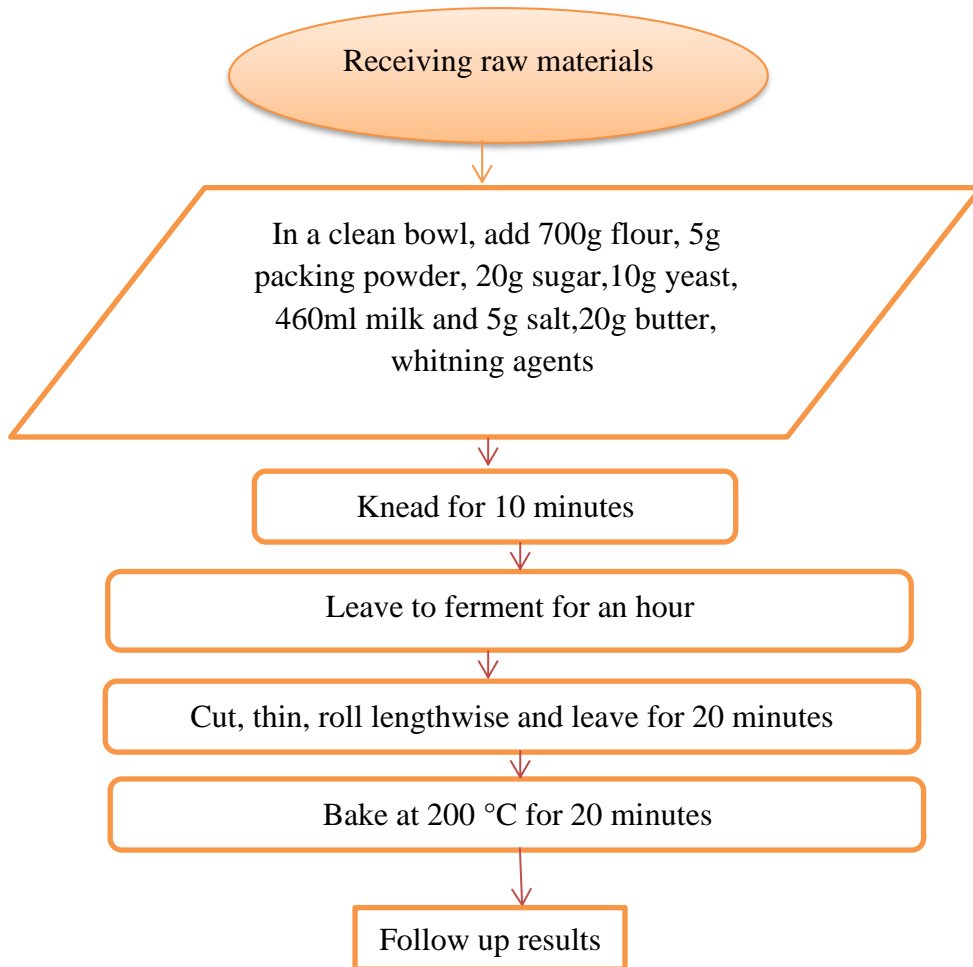 Receiving raw materials
In a clean bowl, add 700g flour, 5g
packing powder, 20g sugar,10g yeast,
460ml milk and 5g salt,20g butter,
whitning agents
Knead for 10 minutes
Leave to ferment for an hour
Cut, thin, roll lengthwise and leave for 20 minutes
Bake at 200 °C for 20 minutes
Follow up results